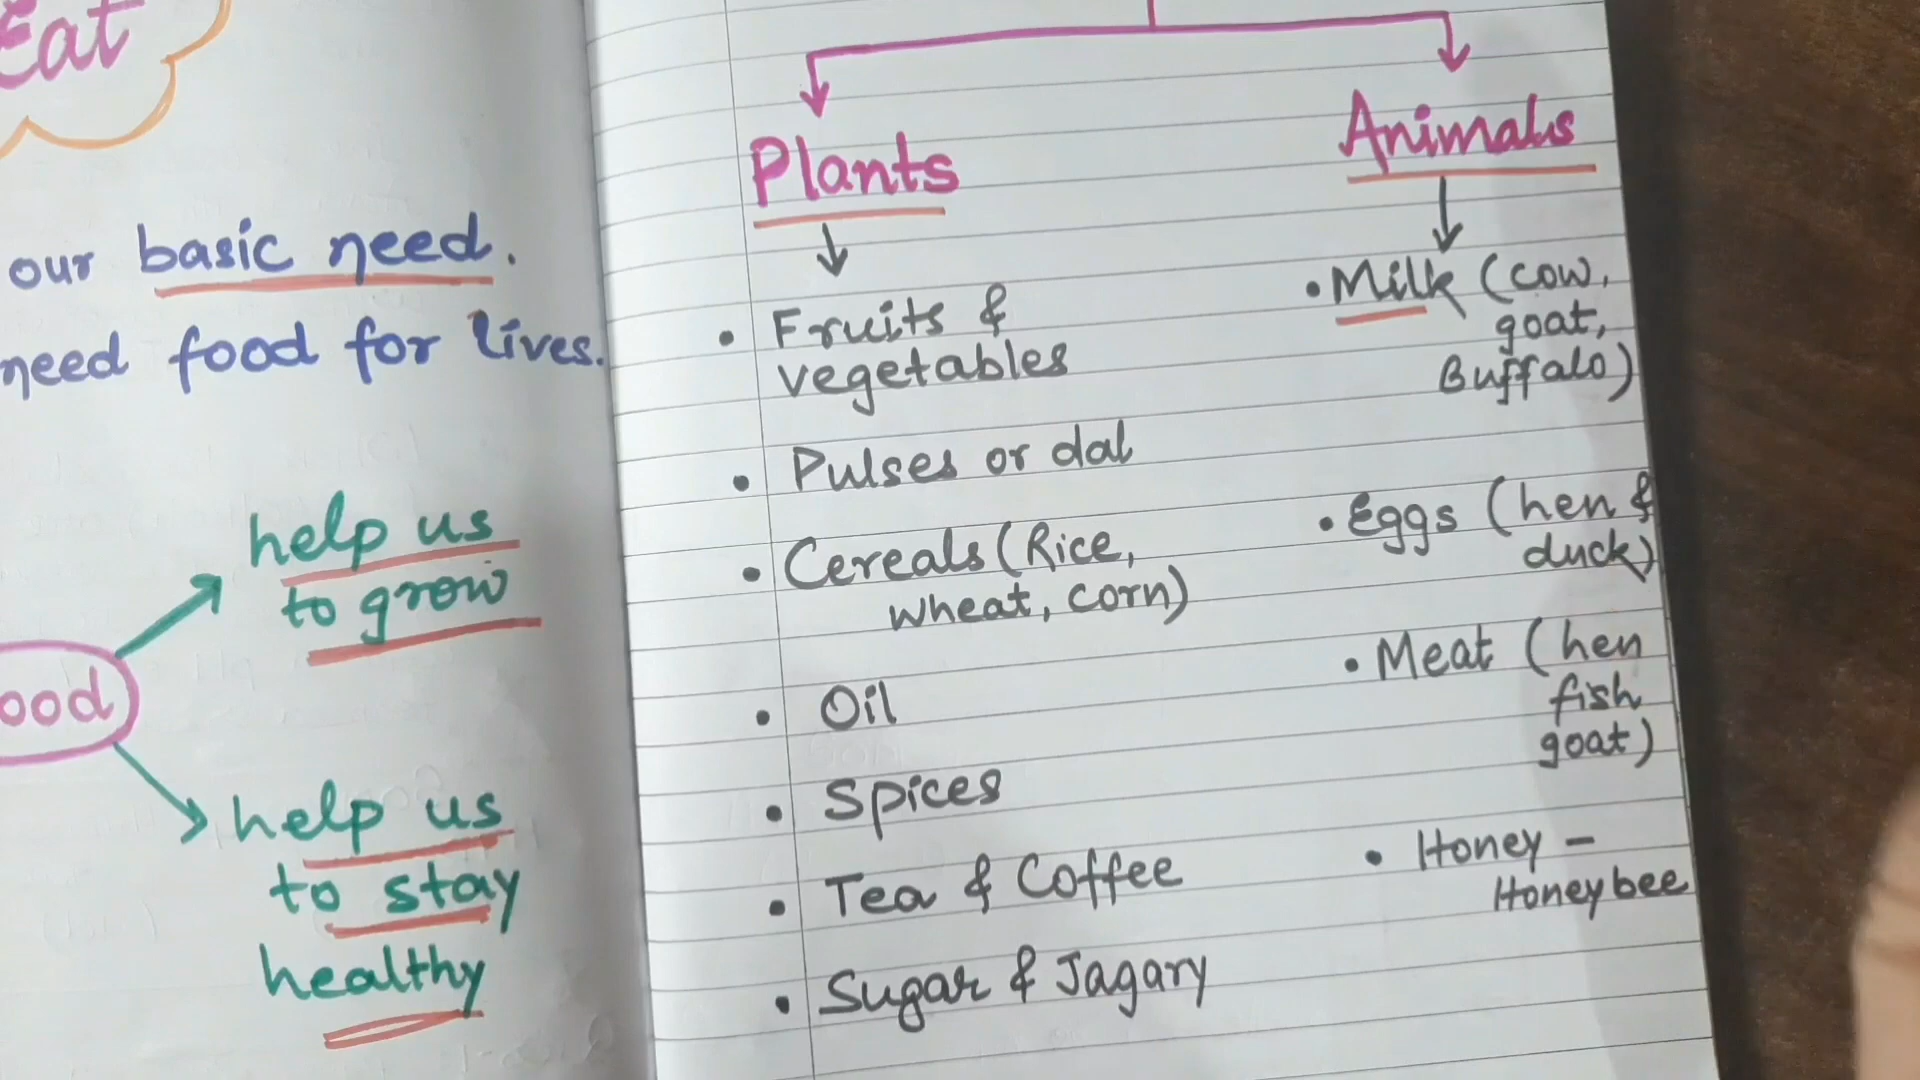 Eat
our basic need.
need food for lives.
help us
to grow
ood
help us
to stay
healthy
Plants
Fruits &
vegetables
• Pulses or dal
• Cereals (Rice,
wheat, corn)
• Oil
• Spices
• Tea & Coffee
• Sugar & Jagary
Animals
• Milk (cow,
goat,
Buffalo)
• Eggs (hen &
duck)
• Meat (hen
fish
goat)
• Honey -
Honeybee